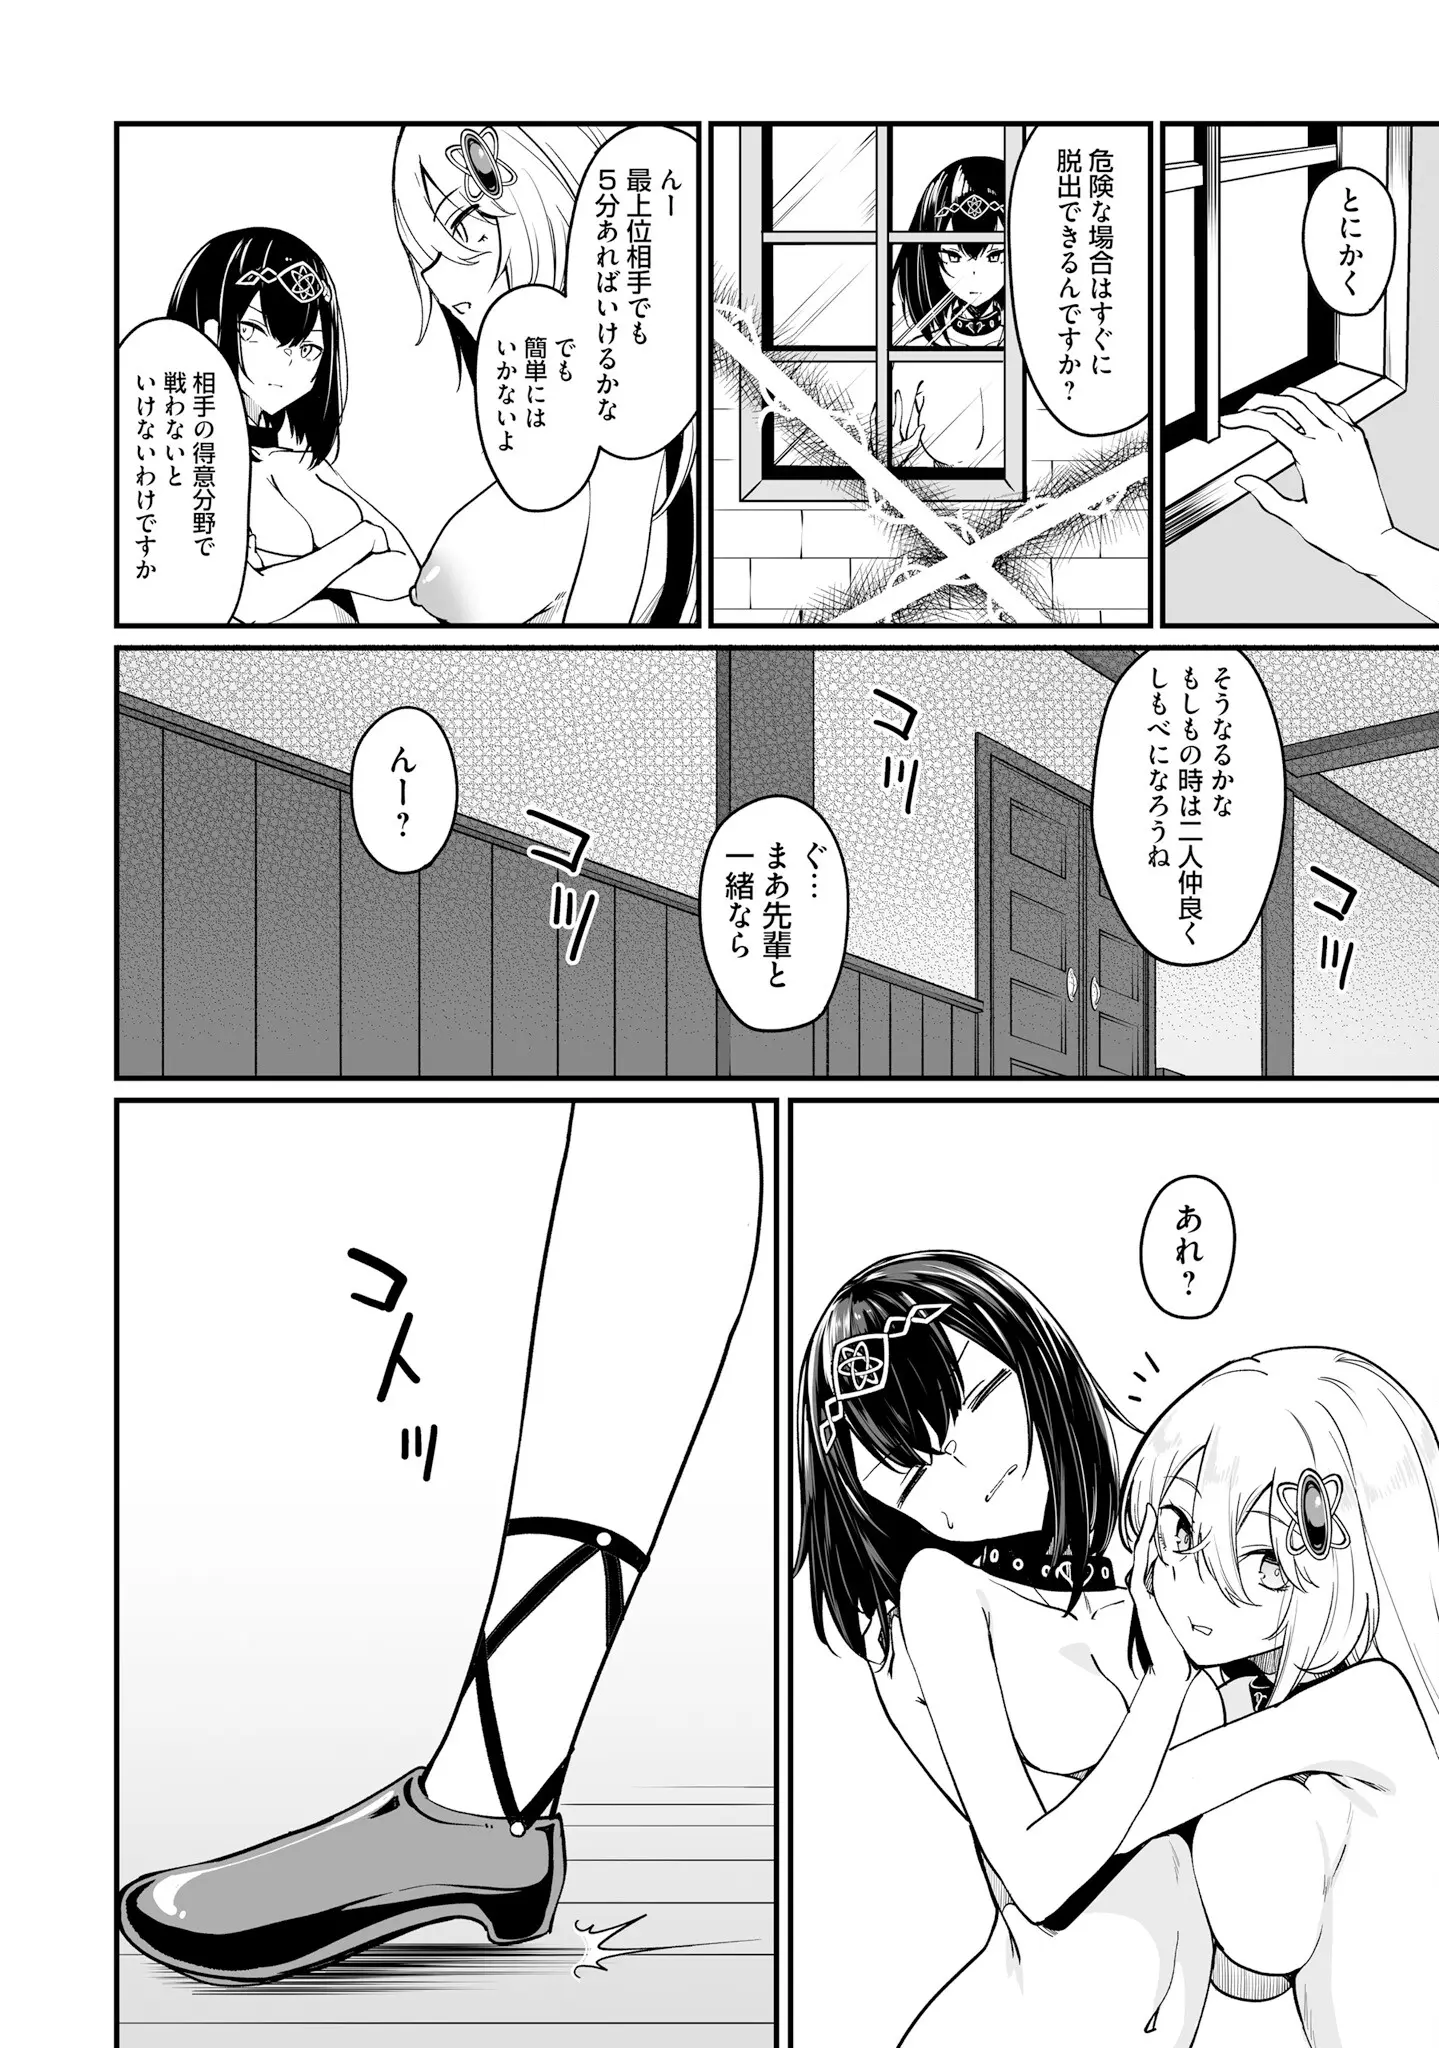 とにかく
危険な場合はすぐに
脱出できるんですか?
んー
最上位相手でも
5分あればいけるかな
でも
簡単には
いかないよ
相手の得意分野で
戦わないと
いけないわけですか
そうなるかな
もしもの時は二人仲良く
しもべになろうね
コツ
ぐ…
まあ先輩と
一緒なら
コツ
んー?
あれ?
コト